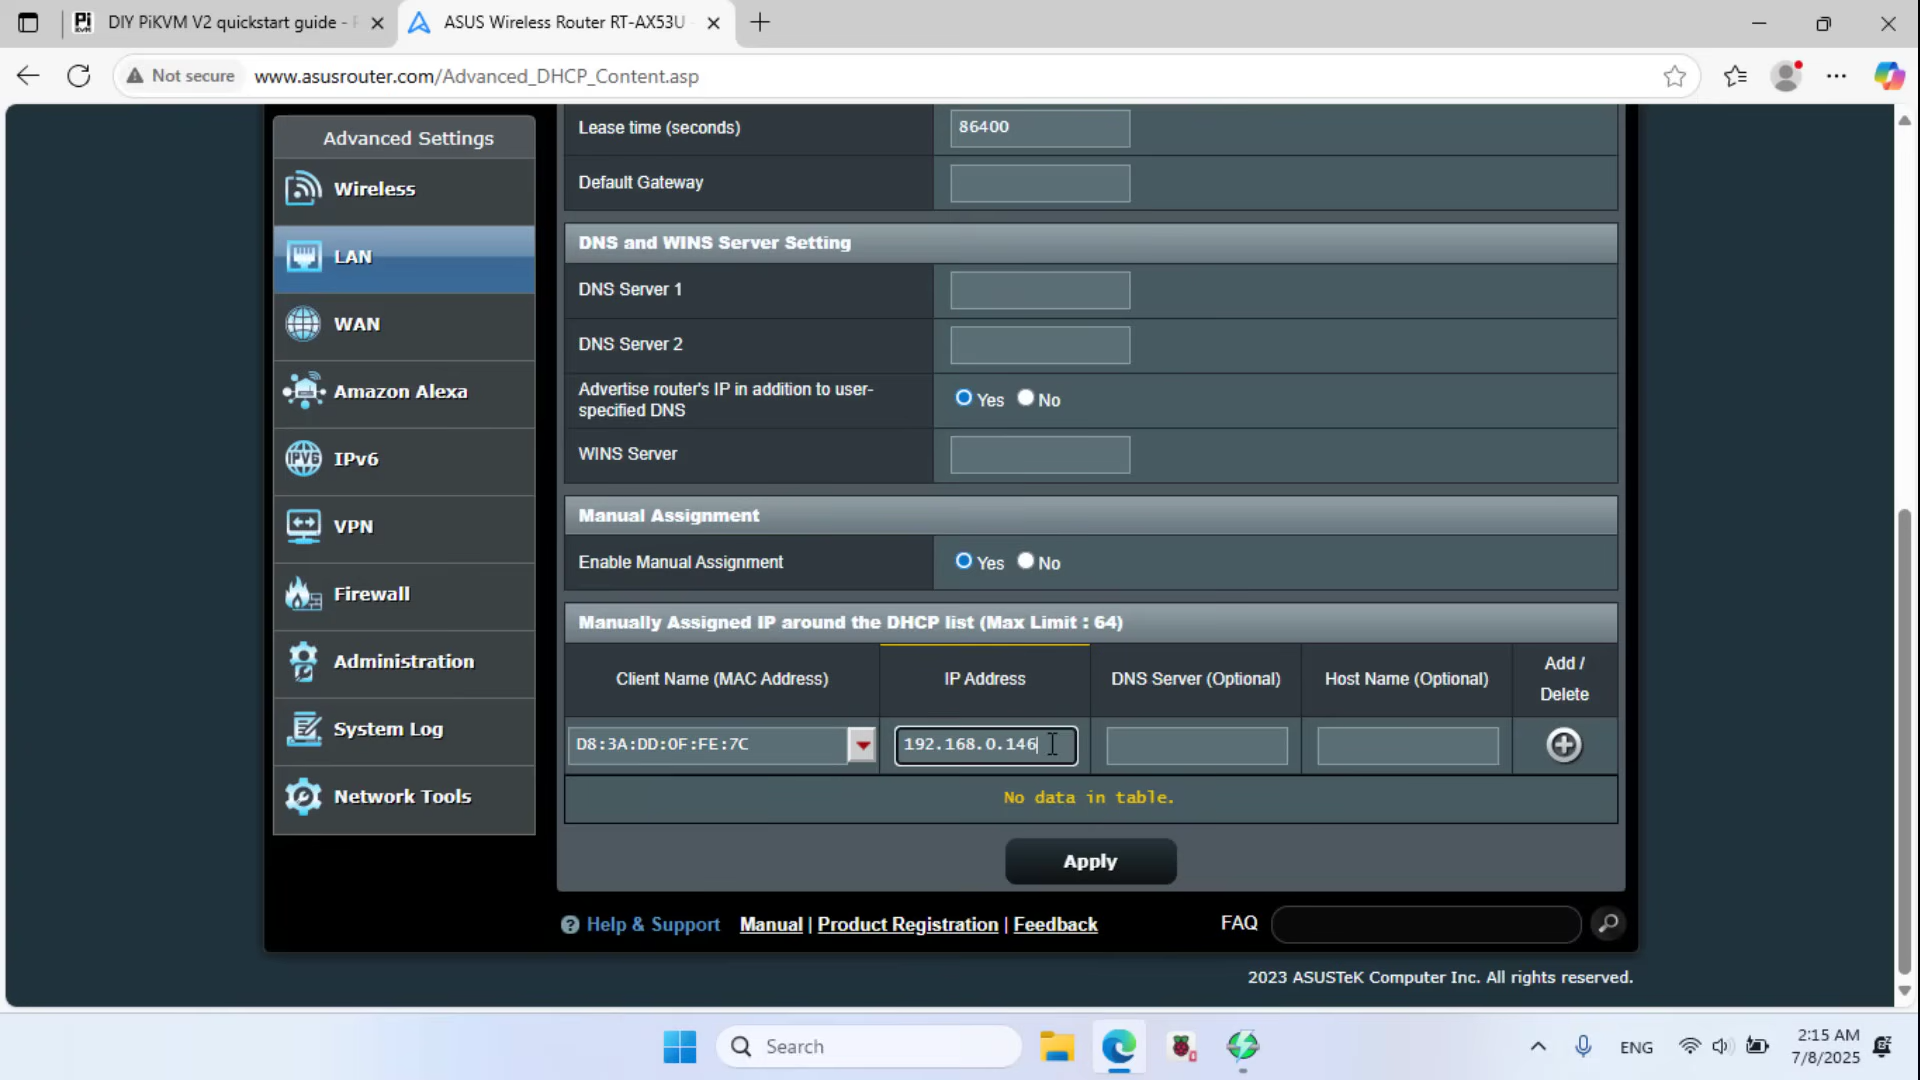 DIY PiKVM V2 quickstart guide -
ASUS Wireless Router RT-AX53U
Not secure
www.asusrouter.com/Advanced_DHCP_Content.asp
Advanced Settings
Wireless
LAN
WAN
Amazon Alexa
IPv6
VPN
Firewall
Administration
System Log
Network Tools
Lease time (seconds)
86400
Default Gateway
DNS and WINS Server Setting
DNS Server 1
DNS Server 2
Advertise router's IP in addition to user-
specified DNS
Yes No
WINS Server
Manual Assignment
Enable Manual Assignment
Yes No
Manually Assigned IP around the DHCP list (Max Limit : 64)
Client Name (MAC Address)
IP Address
DNS Server (Optional)
Host Name (Optional)
Add /
Delete
D8:3A:DD:0F:FE:7C
192.168.0.146
No data in table.
Apply
Help & Support
Manual | Product Registration | Feedback
FAQ
2023 ASUSTeK Computer Inc. All rights reserved.
Search
ENG
2:15 AM
7/8/2025